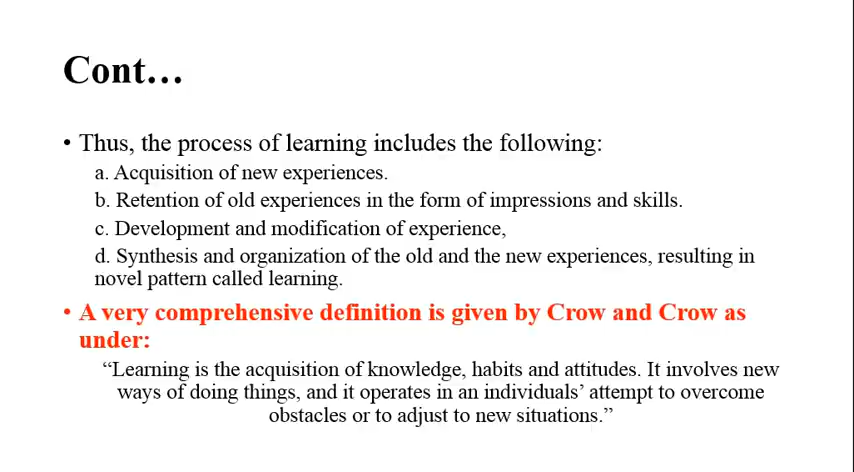 Cont…
• Thus, the process of learning includes the following:
a. Acquisition of new experiences.
b. Retention of old experiences in the form of impressions and skills.
c. Development and modification of experience,
d. Synthesis and organization of the old and the new experiences, resulting in
novel pattern called learning.
• A very comprehensive definition is given by Crow and Crow as
under:
“Learning is the acquisition of knowledge, habits and attitudes. It involves new
ways of doing things, and it operates in an individuals’ attempt to overcome
obstacles or to adjust to new situations.”